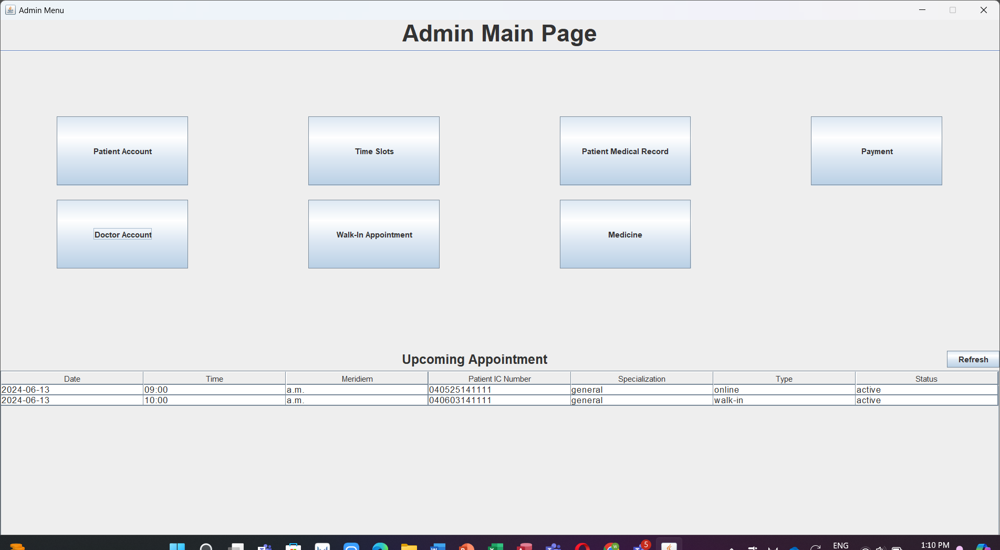 Admin Menu
Admin Main Page
Patient Account
Time Slots
Patient Medical Record
Payment
Doctor Account
Walk-In Appointment
Medicine
Upcoming Appointment
Refresh
Date Time Meridiem Patient IC Number Specialization Type Status
2024-06-13 09:00 a.m. 040525141111 general online active
2024-06-13 10:00 a.m. 040603141111 general walk-in active
5
ENG
1:10 PM